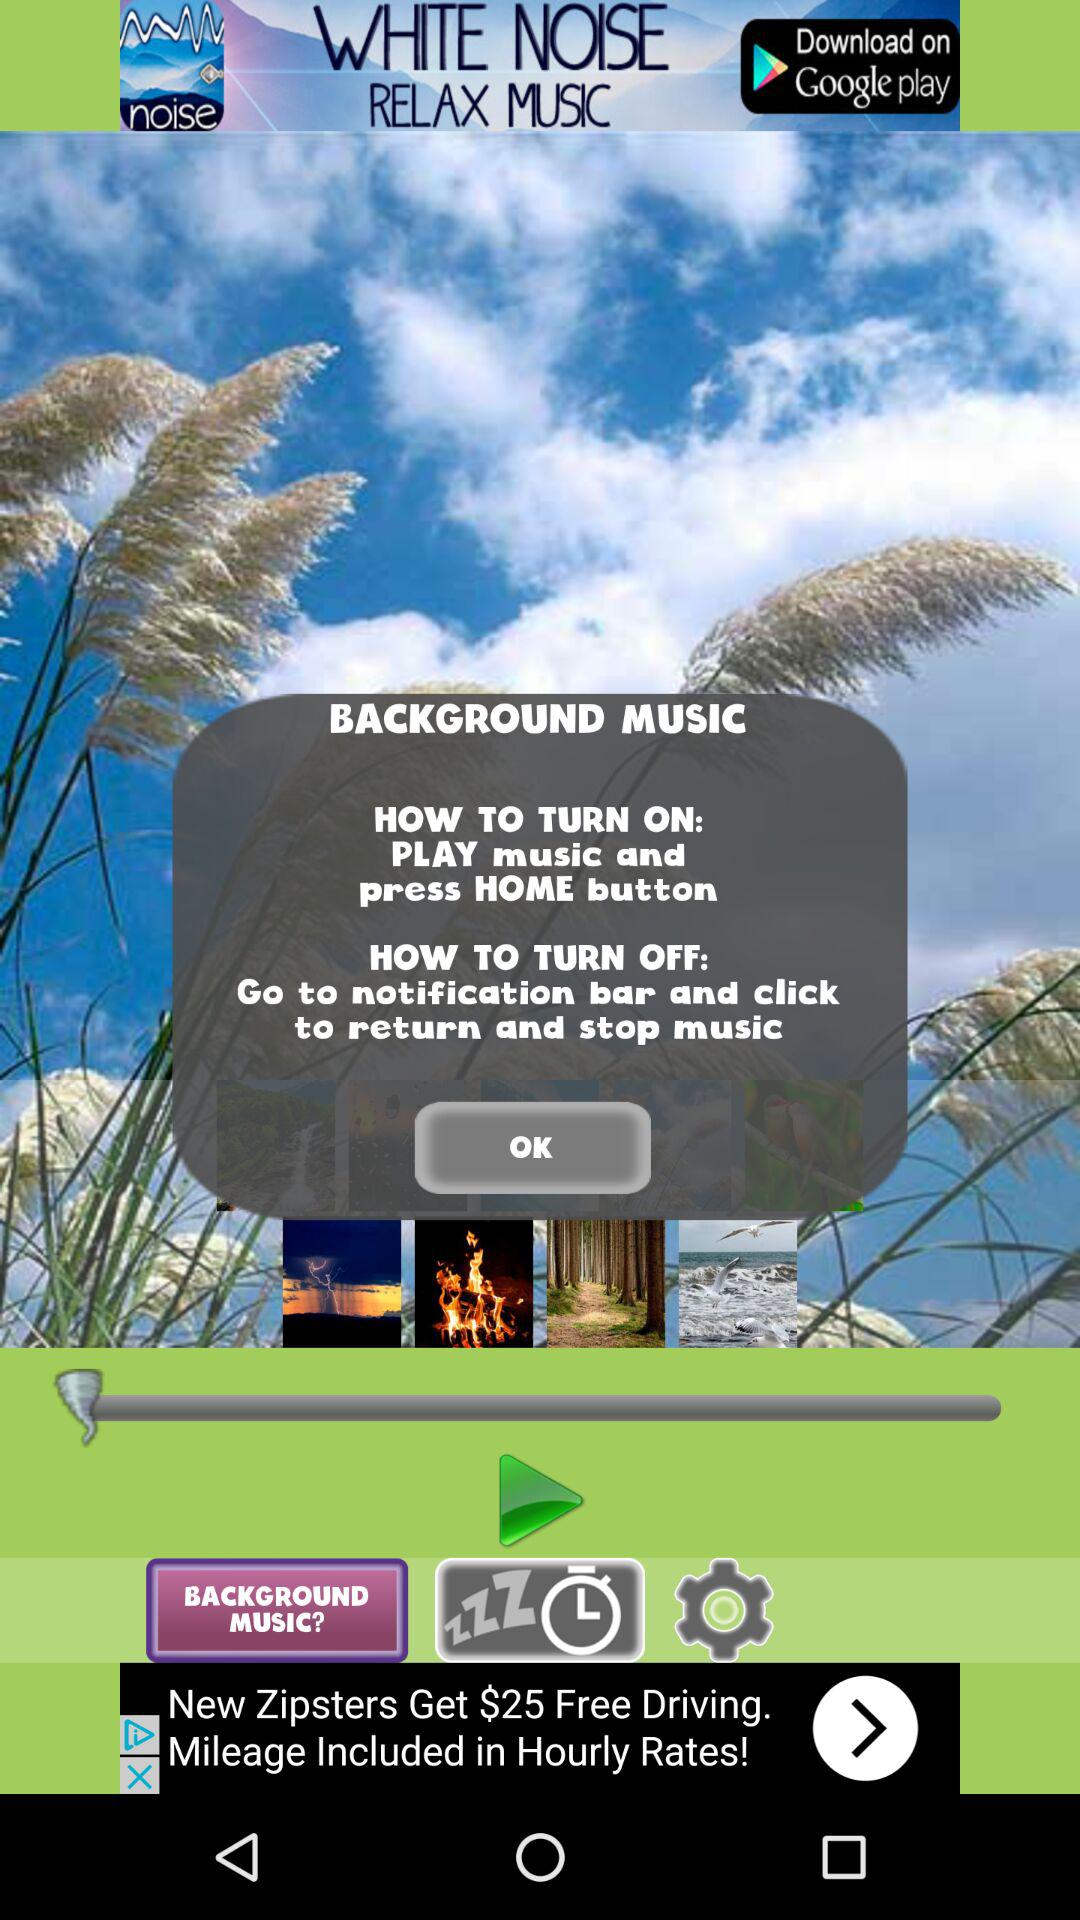 WHITE NOISE
RELAX MUSIC
noise
Download on
Google play
BACKGROUND MUSIC
HOW TO TURN ON:
PLAY music and
press HOME button
HOW TO TURN OFF:
Go to notification bar and click
to return and stop music
OK
BACKGROUND
MUSIC?
zzZ
New Zipsters Get $25 Free Driving.
Mileage Included in Hourly Rates!